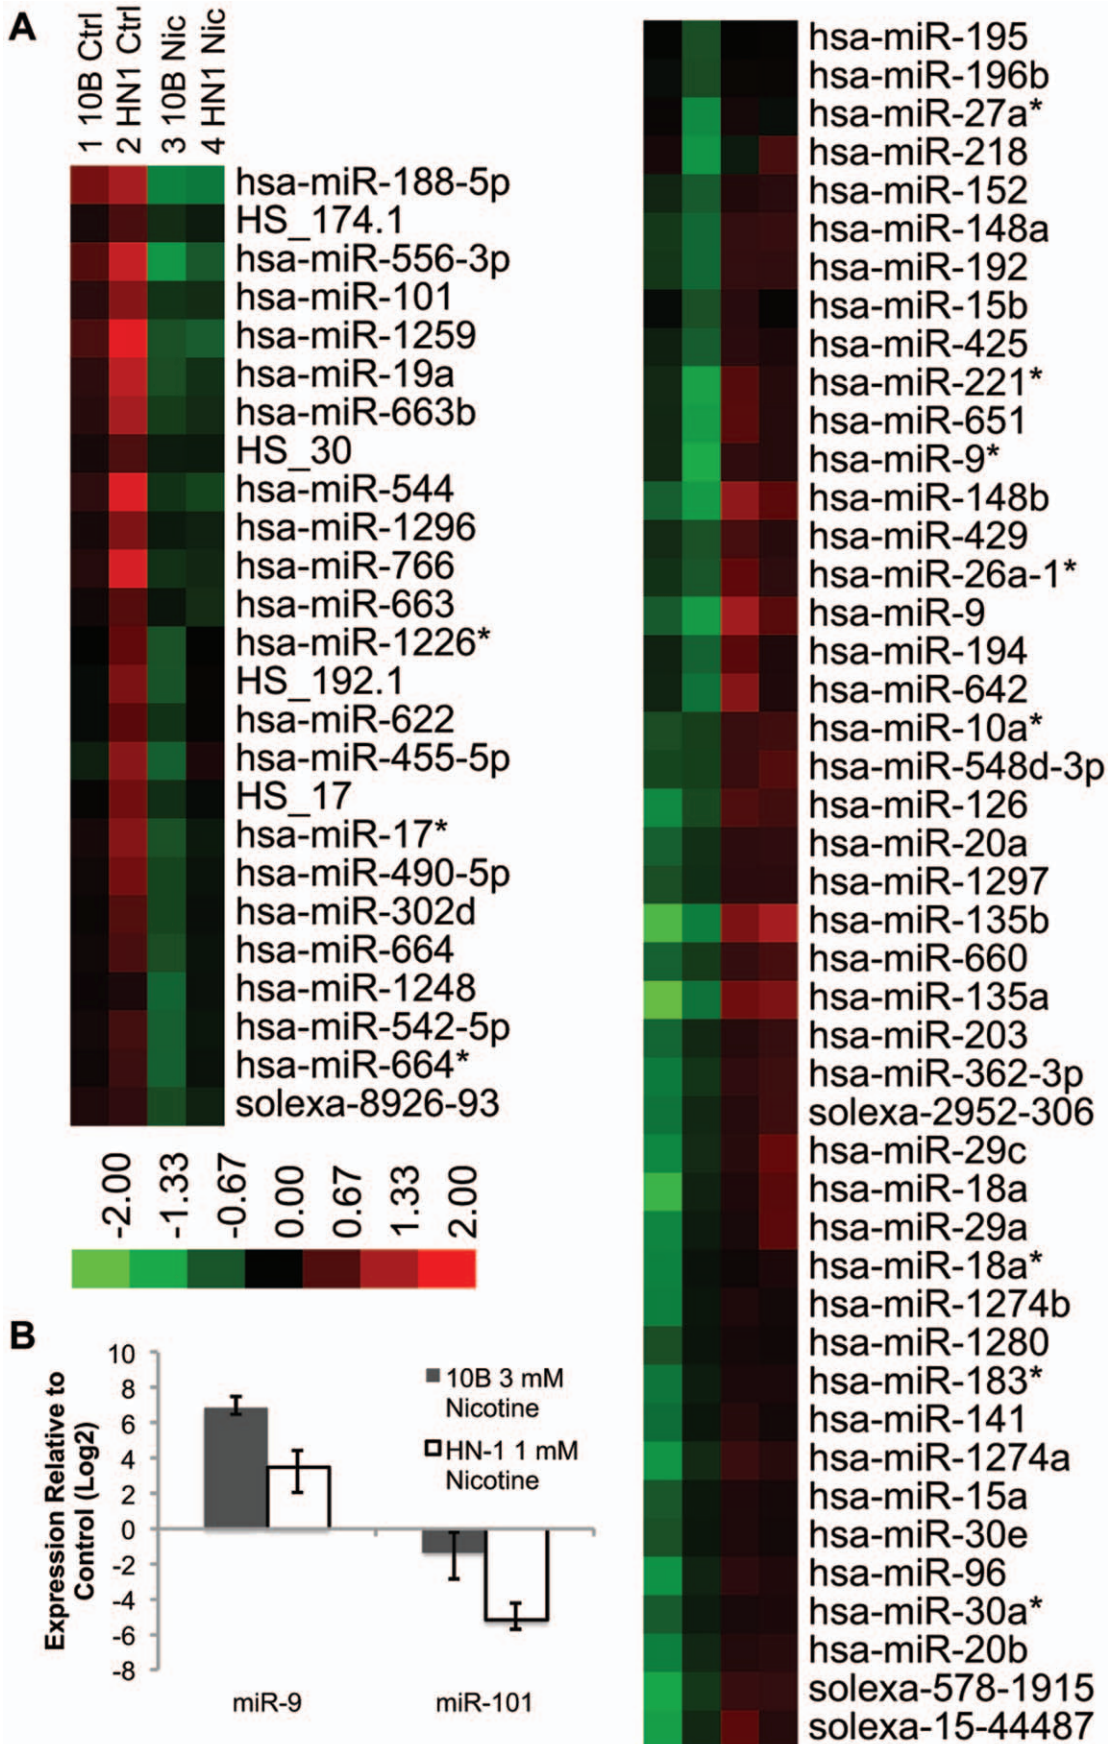 A
1 10B Ctrl
2 HN1 Ctrl
3 10B Nic
4 HN1 Nic
hsa-miR-188-5p
HS_174.1
hsa-miR-556-3p
hsa-miR-101
hsa-miR-1259
hsa-miR-19a
hsa-miR-663b
HS_30
hsa-miR-544
hsa-miR-1296
hsa-miR-766
hsa-miR-663
hsa-miR-1226*
HS_192.1
hsa-miR-622
hsa-miR-455-5p
HS_17
hsa-miR-17*
hsa-miR-490-5p
hsa-miR-302d
hsa-miR-664
hsa-miR-1248
hsa-miR-542-5p
hsa-miR-664*
solexa-8926-93
-2.00
-1.33
-0.67
0.00
0.67
1.33
2.00
hsa-miR-195
hsa-miR-196b
hsa-miR-27a*
hsa-miR-218
hsa-miR-152
hsa-miR-148a
hsa-miR-192
hsa-miR-15b
hsa-miR-425
hsa-miR-221*
hsa-miR-651
hsa-miR-9*
hsa-miR-148b
hsa-miR-429
hsa-miR-26a-1*
hsa-miR-9
hsa-miR-194
hsa-miR-642
hsa-miR-10a*
hsa-miR-548d-3p
hsa-miR-126
hsa-miR-20a
hsa-miR-1297
hsa-miR-135b
hsa-miR-660
hsa-miR-135a
hsa-miR-203
hsa-miR-362-3p
solexa-2952-306
hsa-miR-29c
hsa-miR-18a
hsa-miR-29a
hsa-miR-18a*
hsa-miR-1274b
hsa-miR-1280
hsa-miR-183*
hsa-miR-141
hsa-miR-1274a
hsa-miR-15a
hsa-miR-30e
hsa-miR-96
hsa-miR-30a*
hsa-miR-20b
solexa-578-1915
solexa-15-44487
B
Expression Relative to
Control (Log2)
10
8
6
4
2
0
-2
-4
-6
-8
10B 3 mM
Nicotine
HN-1 1 mM
Nicotine
miR-9
miR-101